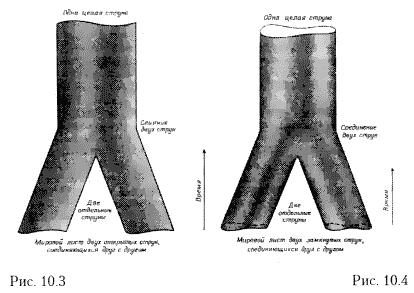 Одна целая струна
Слияние
двух струн
Две
отдельные
струны
Время
Мировой лист двух открытых струн,
соединяющихся друг с другом
Рис. 10.3
Одна целая струна
Соединение
двух струн
Две
отдельные
струны
Время
Мировой лист двух замкнутых струн,
соединяющихся друг с другом
Рис. 10.4